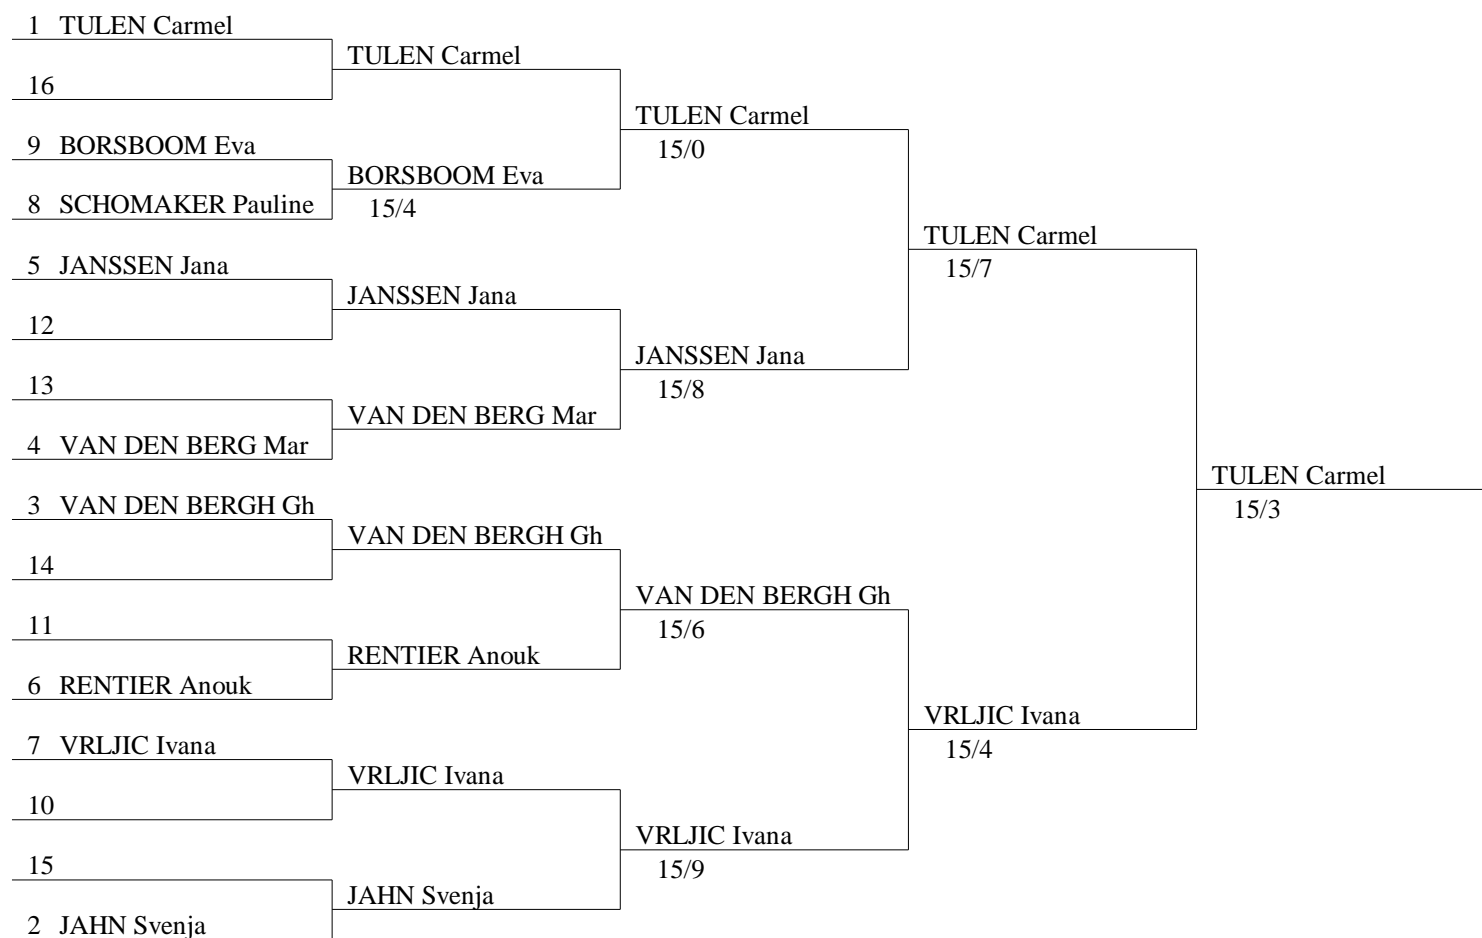 1 TULEN Carmel
16
9 BORSBOOM Eva
8 SCHOMAKER Pauline
5 JANSSEN Jana
12
13
4 VAN DEN BERG Mar
3 VAN DEN BERGH Gh
14
11
6 RENTIER Anouk
7 VRLJIC Ivana
10
15
2 JAHN Svenja
TULEN Carmel
BORSBOOM Eva
15/4
JANSSEN Jana
VAN DEN BERG Mar
VAN DEN BERGH Gh
RENTIER Anouk
VRLJIC Ivana
JAHN Svenja
TULEN Carmel
15/0
JANSSEN Jana
15/8
VAN DEN BERGH Gh
15/6
VRLJIC Ivana
15/9
TULEN Carmel
15/7
VRLJIC Ivana
15/4
TULEN Carmel
15/3